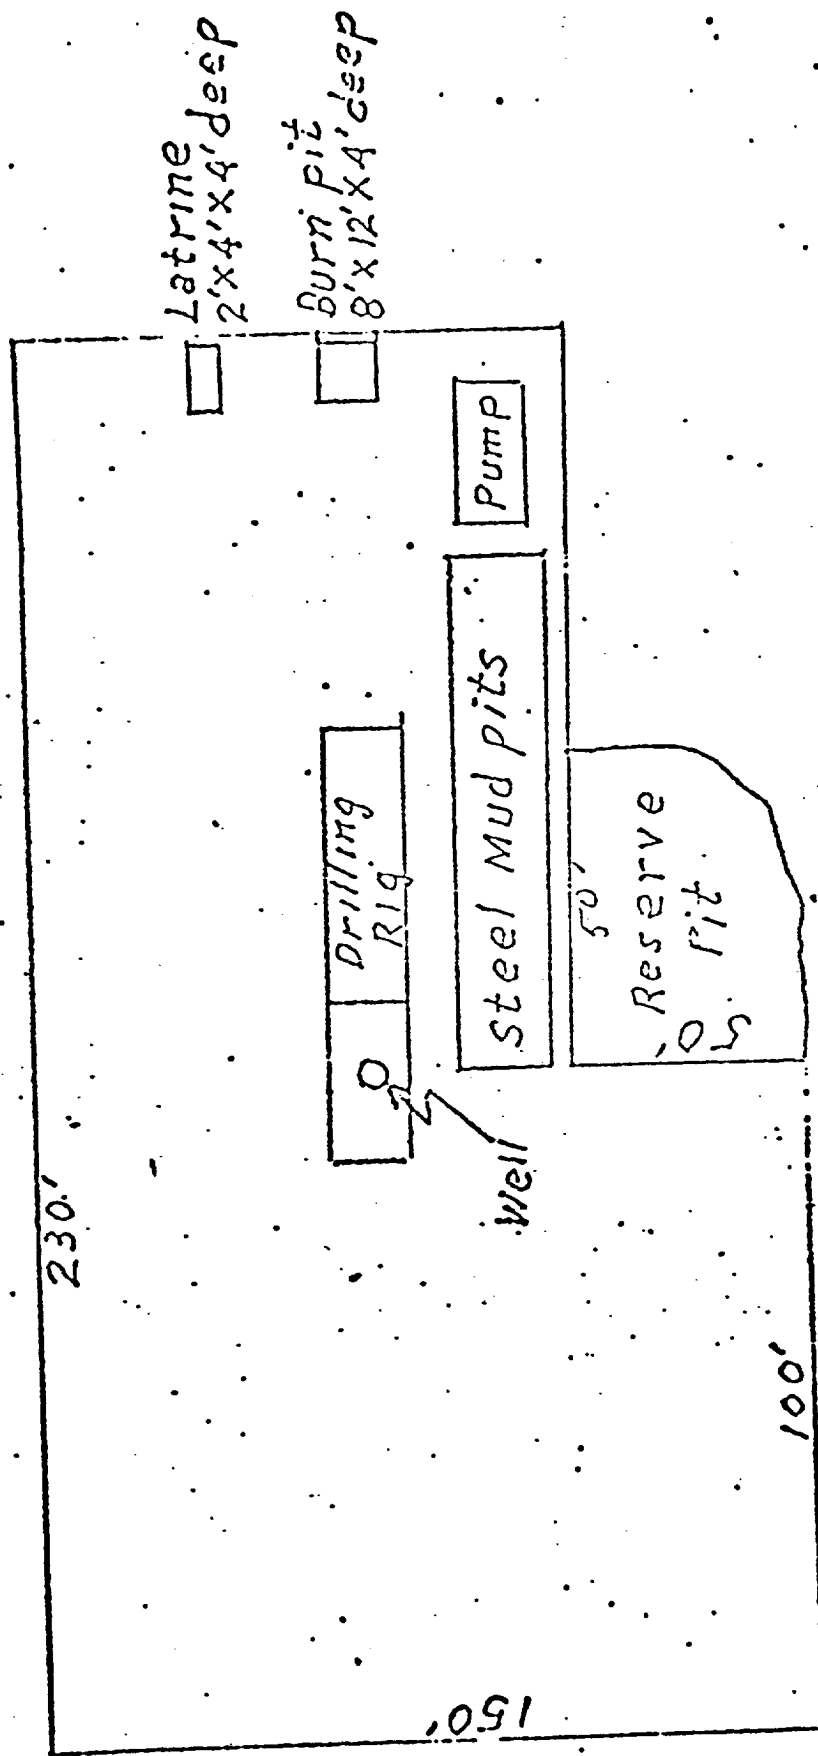 Latrine
2'x4'x4'deep
Burn pit
8'x12'x4'deep
230'
Pump
Drilling
Rig
steel Mud pits
Well
50'
Reserve
Pit
50'
100'
150'